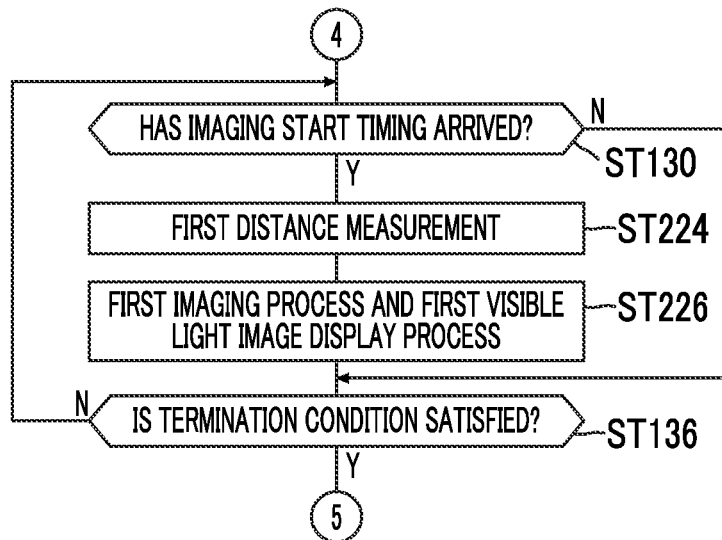 4
HAS IMAGING START TIMING ARRIVED?
N
ST130
Y
FIRST DISTANCE MEASUREMENT
ST224
FIRST IMAGING PROCESS AND FIRST VISIBLE
LIGHT IMAGE DISPLAY PROCESS
ST226
N
IS TERMINATION CONDITION SATISFIED?
ST136
Y
5